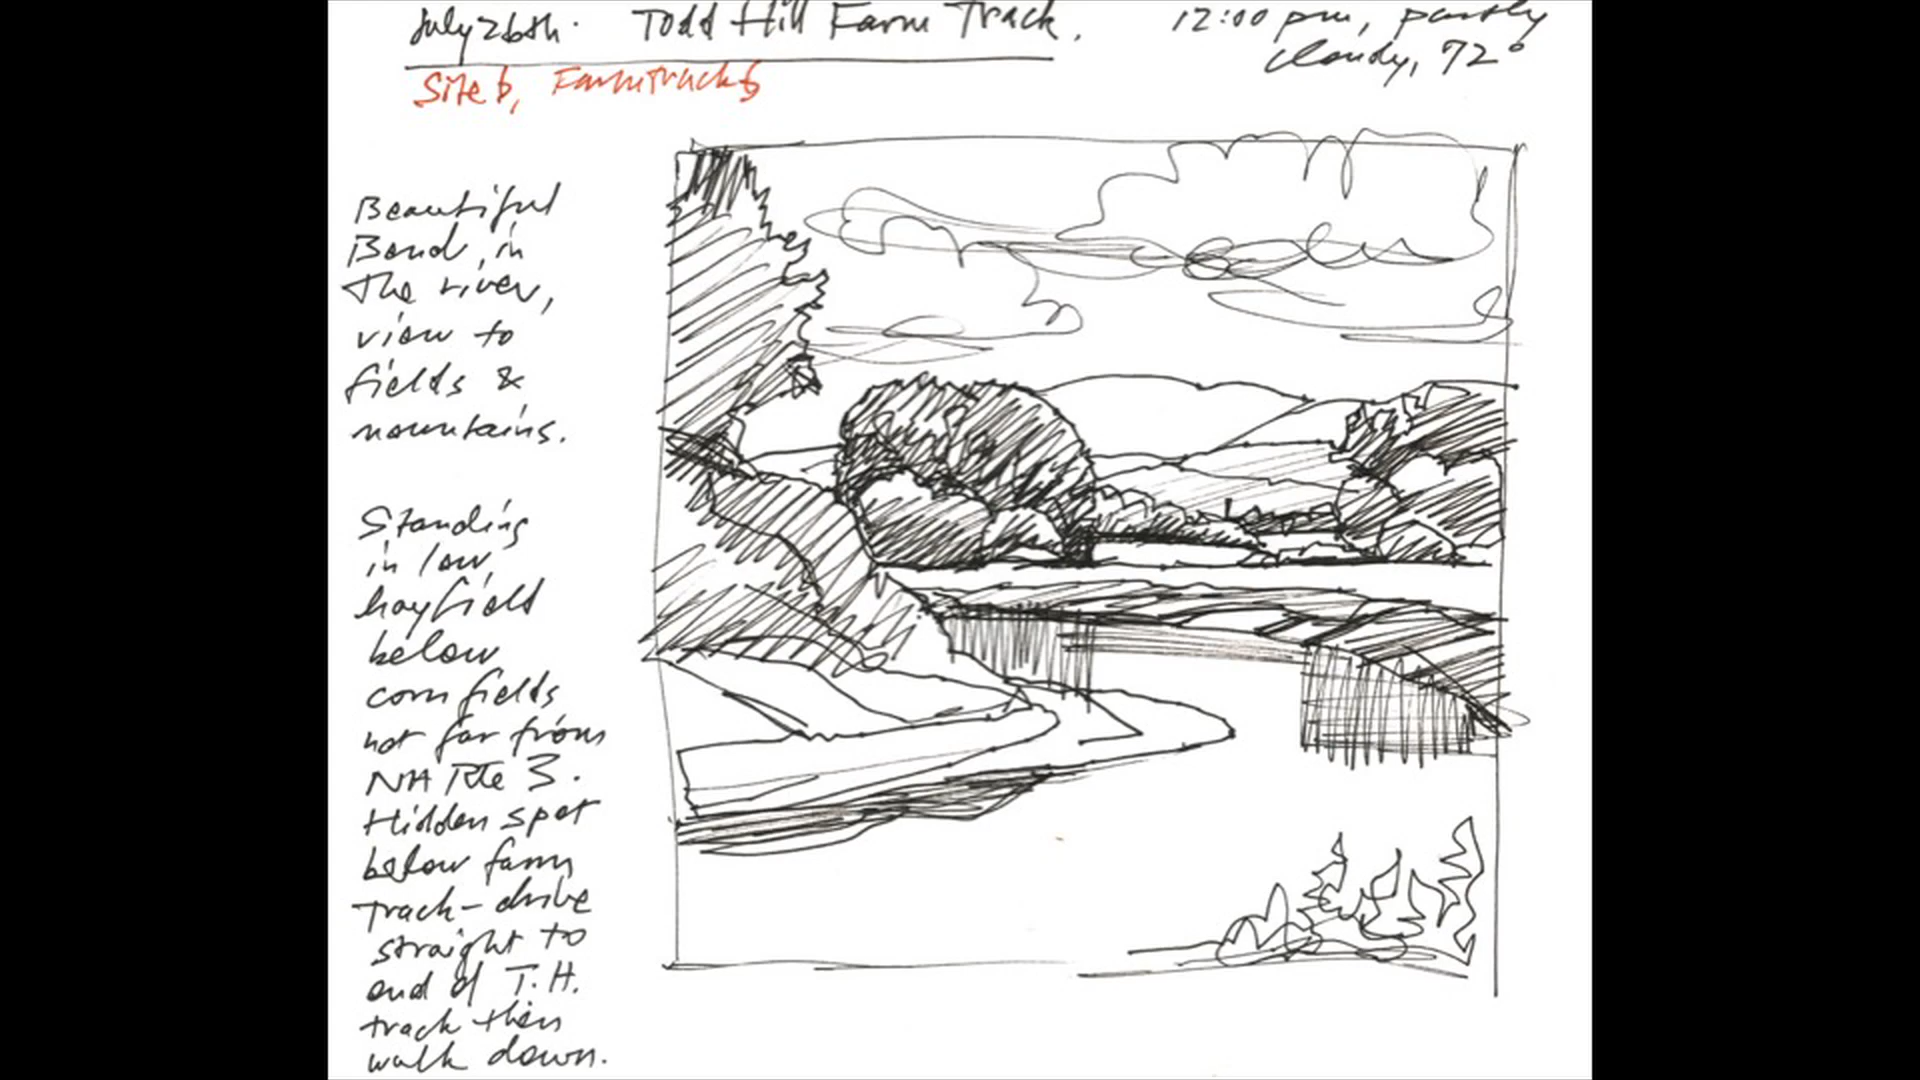 July 26th. Todd Hill Farm Track.
12:00 pm, partly
cloudy, 72°
Site 6, Farmtrack 6
Beautiful
Bend, in
the river,
view to
fields &
mountains.
Standing
in low
hayfield
below
corn fields
not far from
NH Rte 3.
Hidden spot
below farm
track - drive
straight to
end of T.H.
track then
walk down.